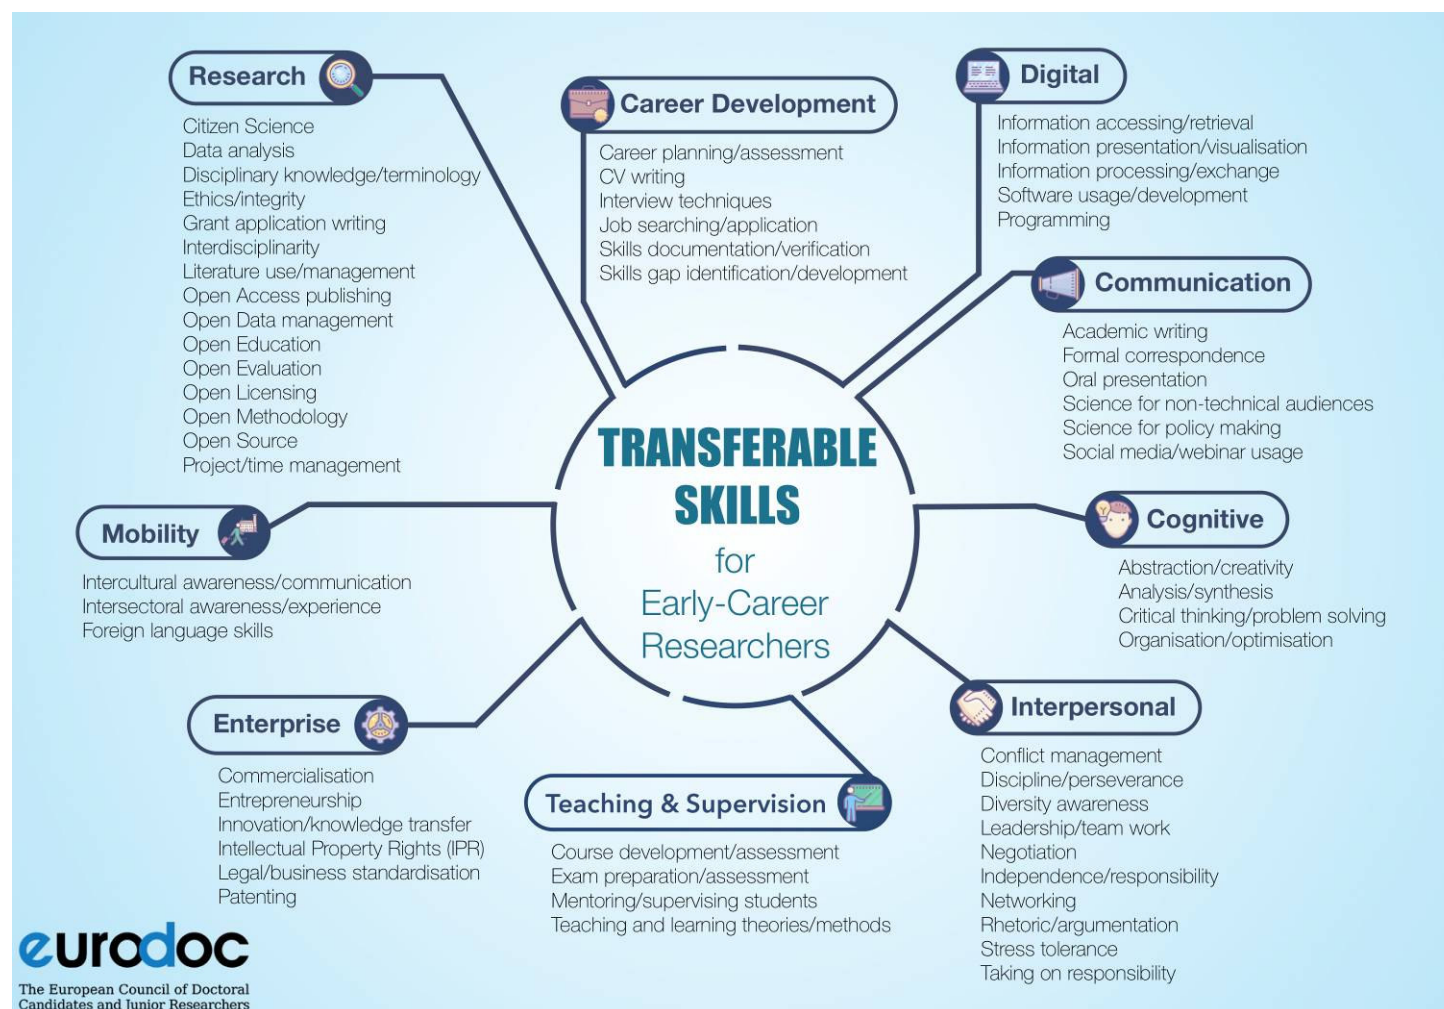 Research
Citizen Science
Data analysis
Disciplinary knowledge/terminology
Ethics/integrity
Grant application writing
Interdisciplinarity
Literature use/management
Open Access publishing
Open Data management
Open Education
Open Evaluation
Open Licensing
Open Methodology
Open Source
Project/time management
Career Development
Career planning/assessment
CV writing
Interview techniques
Job searching/application
Skills documentation/verification
Skills gap identification/development
Digital
Information accessing/retrieval
Information presentation/visualisation
Information processing/exchange
Software usage/development
Programming
Communication
Academic writing
Formal correspondence
Oral presentation
Science for non-technical audiences
Science for policy making
Social media/webinar usage
TRANSFERABLE
SKILLS
for
Early-Career
Researchers
Mobility
Intercultural awareness/communication
Intersectoral awareness/experience
Foreign language skills
Cognitive
Abstraction/creativity
Analysis/synthesis
Critical thinking/problem solving
Organisation/optimisation
Enterprise
Commercialisation
Entrepreneurship
Innovation/knowledge transfer
Intellectual Property Rights (IPR)
Legal/business standardisation
Patenting
Teaching & Supervision
Course development/assessment
Exam preparation/assessment
Mentoring/supervising students
Teaching and learning theories/methods
Interpersonal
Conflict management
Discipline/perseverance
Diversity awareness
Leadership/team work
Negotiation
Independence/responsibility
Networking
Rhetoric/argumentation
Stress tolerance
Taking on responsibility
eurodoc
The European Council of Doctoral
Candidates and Junior Researchers